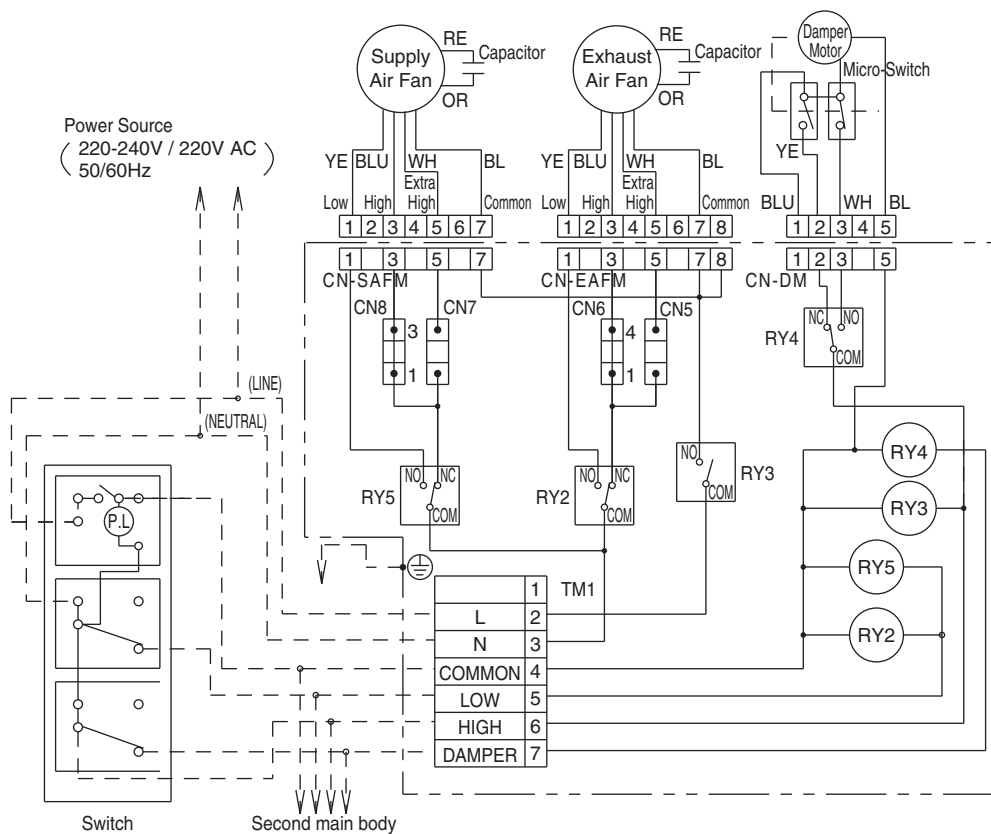 Supply
Air Fan
RE
Capacitor
OR
Exhaust
Air Fan
RE
Capacitor
OR
Damper
Motor
Micro-Switch
Power Source
( 220-240V / 220V AC )
50/60Hz
YE BLU WH BL
Extra
Low High High Common
YE BLU WH BL
Extra
Low High High Common
YE
BLU WH BL
1 2 3 4 5 6 7
1 2 3 4 5 6 7 8
1 2 3 4 5
1 3 5 7
1 3 5 7 8
1 2 3 5
CN-SAFM
CN-EAFM
CN-DM
CN8 CN7
3
1
CN6 CN5
4
1
RY4
NC NO
COM
(LINE)
(NEUTRAL)
RY5
NO NC
COM
RY2
NO NC
COM
NO
COM
RY3
RY4
RY3
RY5
RY2
P.L
1 TM1
L 2
N 3
COMMON 4
LOW 5
HIGH 6
DAMPER 7
Switch
Second main body